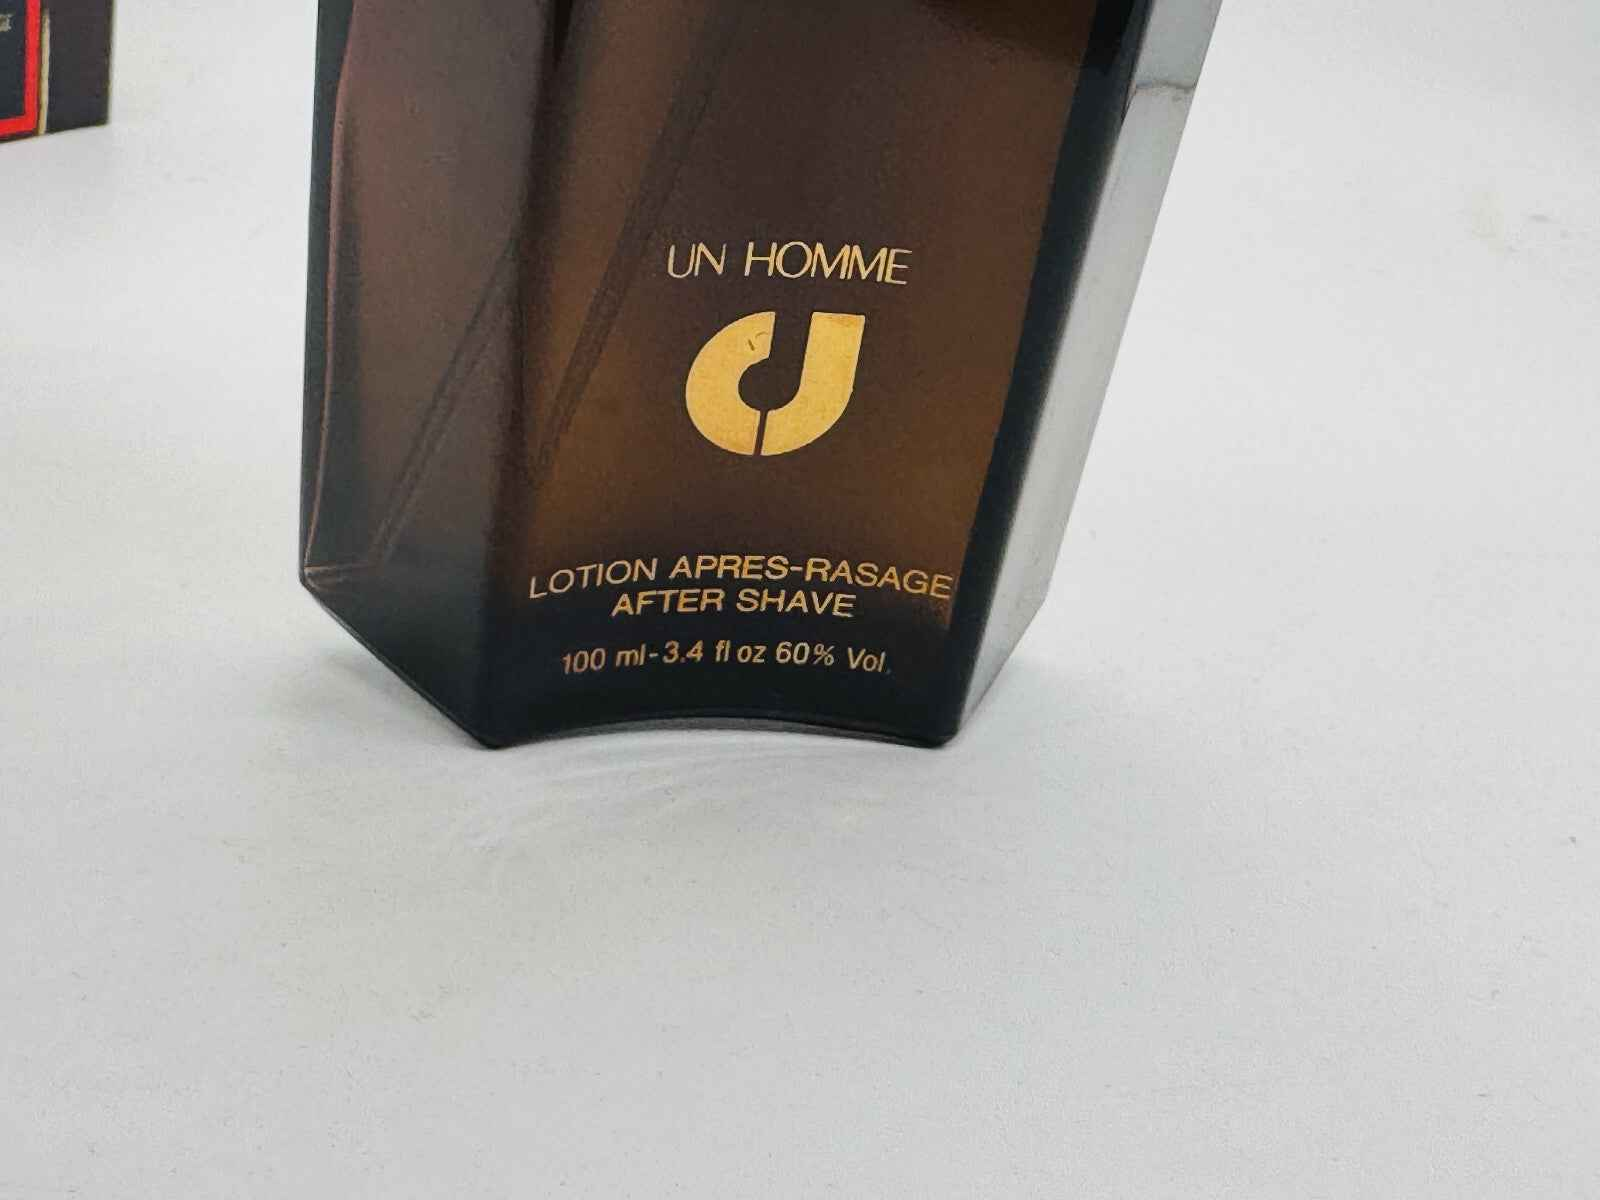 UN HOMME
LOTION APRES-RASAGE
AFTER SHAVE
100 ml-3.4 fl oz 60% Vol.